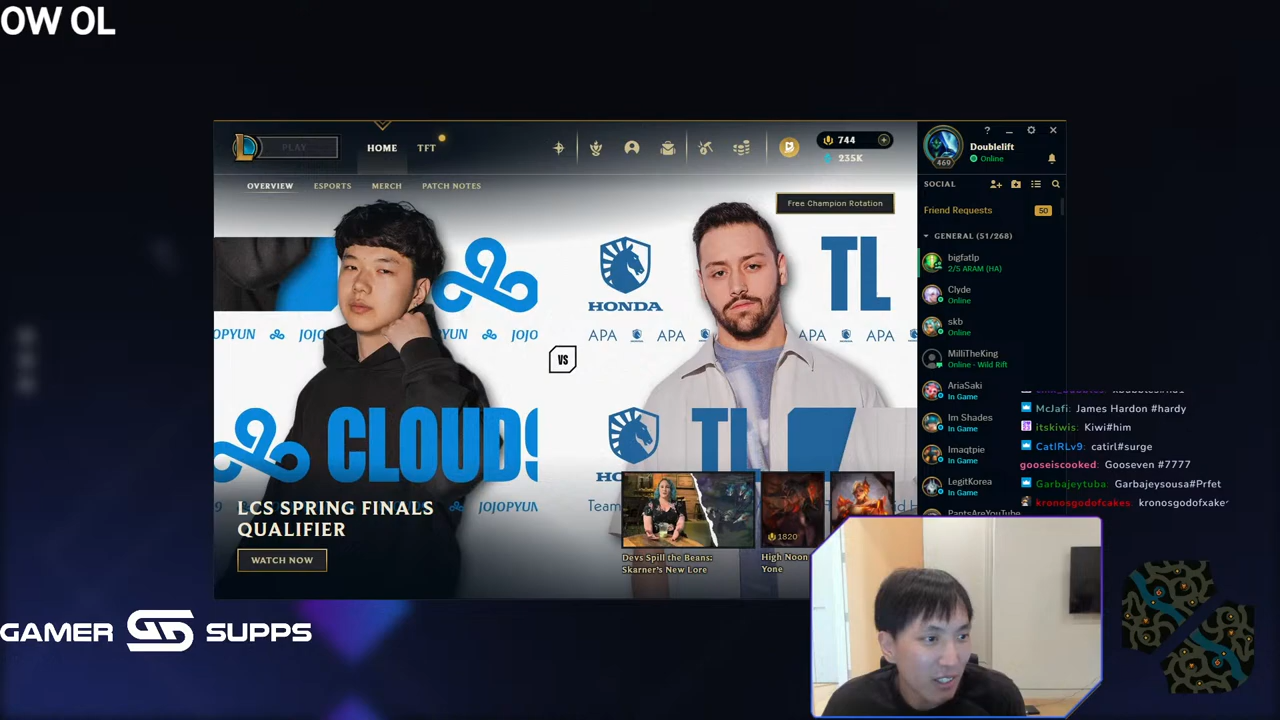 OW OL
PLAY
HOME
TFT
744
235K
?
469
Doublelift
Online
OVERVIEW
ESPORTS
MERCH
PATCH NOTES
Free Champion Rotation
SOCIAL
Friend Requests
50
GENERAL (51/268)
bigfatlp
2/5 ARAM (HA)
Clyde
Online
skb
Online
MilliTheKing
Online - Wild Rift
AriaSaki
In Game
Im Shades
In Game
Imaqtpie
In Game
LegitKorea
In Game
PantsAreYouTube
HONDA
TL
OPYUN
JOJOPYUN
JOJO
APA
APA
APA
APA
VS
CLOUD9
TL
JOJOPYUN
Team
LCS SPRING FINALS
QUALIFIER
WATCH NOW
Devs Spill the Beans:
Skarner's New Lore
1820
High Noon
Yone
McJafi: James Hardon #hardy
itskiwis: Kiwi#him
CatIRLv9: catirl#surge
gooseiscooked: Gooseven #7777
Garbajeytuba: Garbajeysousa#Prfet
kronosgodofcakes: kronosgodofxake
GAMER GS SUPPS